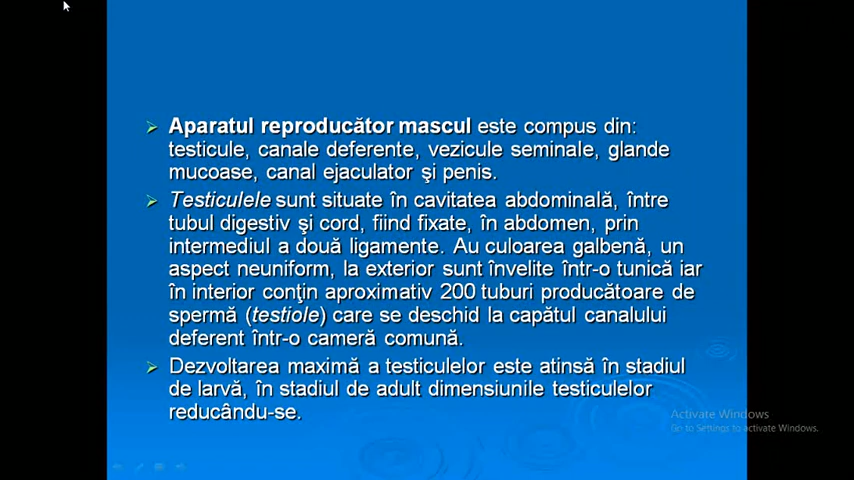 Aparatul reproducător mascul este compus din:
testicule, canale deferente, vezicule seminale, glande
mucoase, canal ejaculator şi penis.
Testiculele sunt situate în cavitatea abdominală, între
tubul digestiv şi cord, fiind fixate, în abdomen, prin
intermediul a două ligamente. Au culoarea galbenă, un
aspect neuniform, la exterior sunt învelite într-o tunică iar
în interior conţin aproximativ 200 tuburi producătoare de
spermă (testiole) care se deschid la capătul canalului
deferent într-o cameră comună.
Dezvoltarea maximă a testiculelor este atinsă în stadiul
de larvă, în stadiul de adult dimensiunile testiculelor
reducându-se.
Activate Windows
Go to Settings to activate Windows.